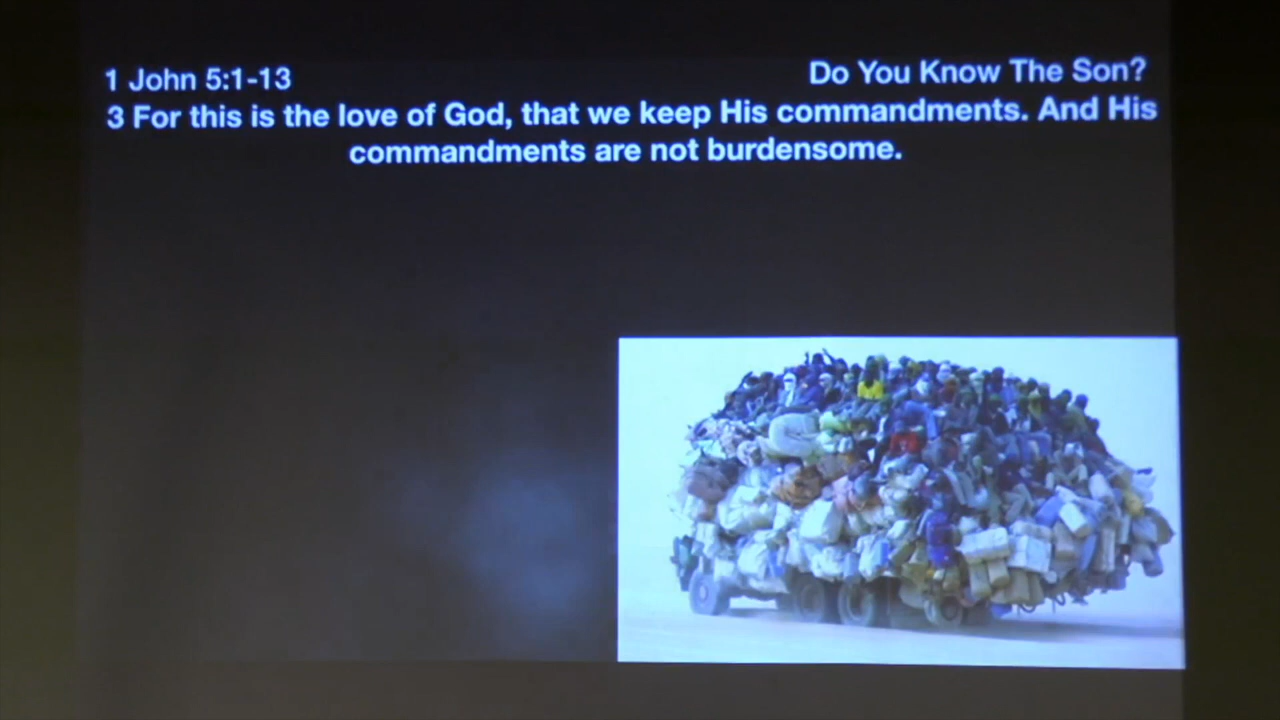 1 John 5:1-13
Do You Know The Son?
3 For this is the love of God, that we keep His commandments. And His
commandments are not burdensome.